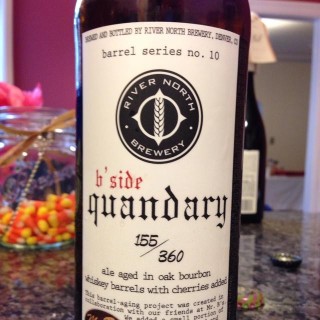 BREWED AND BOTTLED BY RIVER NORTH BREWERY, DENVER, CO
barrel series no. 10
RIVER NORTH
BREWERY
b'side
quandary
155/360
ale aged in oak bourbon
whiskey barrels with cherries added
This barrel-aging project was created in
collaboration with our friends at Mr. B's.
We added a small portion of